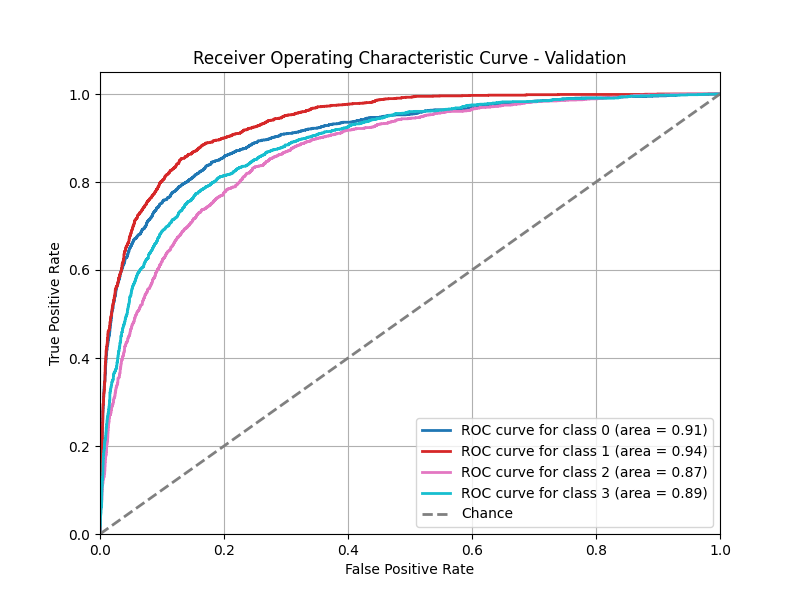 Receiver Operating Characteristic Curve - Validation
True Positive Rate
1.0
0.8
0.6
0.4
0.2
0.0
ROC curve for class 0 (area = 0.91)
ROC curve for class 1 (area = 0.94)
ROC curve for class 2 (area = 0.87)
ROC curve for class 3 (area = 0.89)
Chance
0.0 0.2 0.4 0.6 0.8 1.0
False Positive Rate